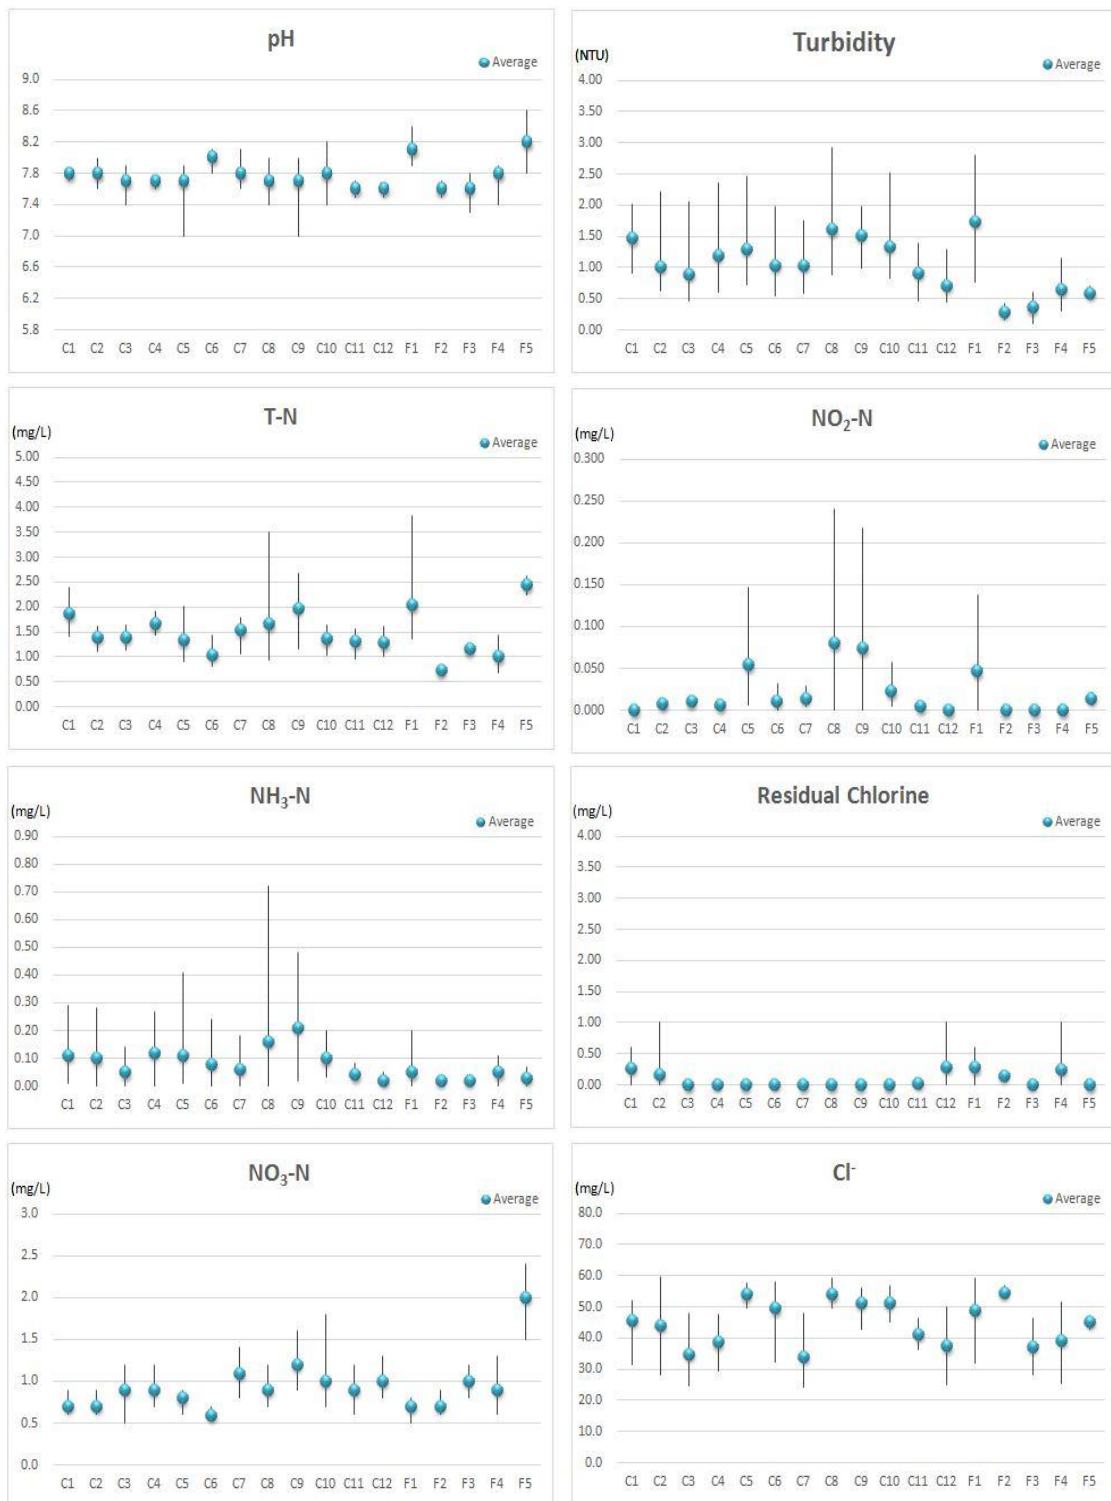 pH
Average
9.0
8.6
8.2
7.8
7.4
7.0
6.6
6.2
5.8
C1 C2 C3 C4 C5 C6 C7 C8 C9 C10 C11 C12 F1 F2 F3 F4 F5
Turbidity
(NTU)
Average
4.00
3.50
3.00
2.50
2.00
1.50
1.00
0.50
0.00
C1 C2 C3 C4 C5 C6 C7 C8 C9 C10 C11 C12 F1 F2 F3 F4 F5
T-N
(mg/L)
Average
5.00
4.50
4.00
3.50
3.00
2.50
2.00
1.50
1.00
0.50
0.00
C1 C2 C3 C4 C5 C6 C7 C8 C9 C10 C11 C12 F1 F2 F3 F4 F5
NO₂-N
(mg/L)
Average
0.300
0.250
0.200
0.150
0.100
0.050
0.000
C1 C2 C3 C4 C5 C6 C7 C8 C9 C10 C11 C12 F1 F2 F3 F4 F5
NH₃-N
(mg/L)
Average
0.90
0.80
0.70
0.60
0.50
0.40
0.30
0.20
0.10
0.00
C1 C2 C3 C4 C5 C6 C7 C8 C9 C10 C11 C12 F1 F2 F3 F4 F5
Residual Chlorine
(mg/L)
Average
4.00
3.50
3.00
2.50
2.00
1.50
1.00
0.50
0.00
C1 C2 C3 C4 C5 C6 C7 C8 C9 C10 C11 C12 F1 F2 F3 F4 F5
NO₃-N
(mg/L)
Average
3.0
2.5
2.0
1.5
1.0
0.5
0.0
C1 C2 C3 C4 C5 C6 C7 C8 C9 C10 C11 C12 F1 F2 F3 F4 F5
Cl⁻
(mg/L)
Average
80.0
70.0
60.0
50.0
40.0
30.0
20.0
10.0
0.0
C1 C2 C3 C4 C5 C6 C7 C8 C9 C10 C11 C12 F1 F2 F3 F4 F5